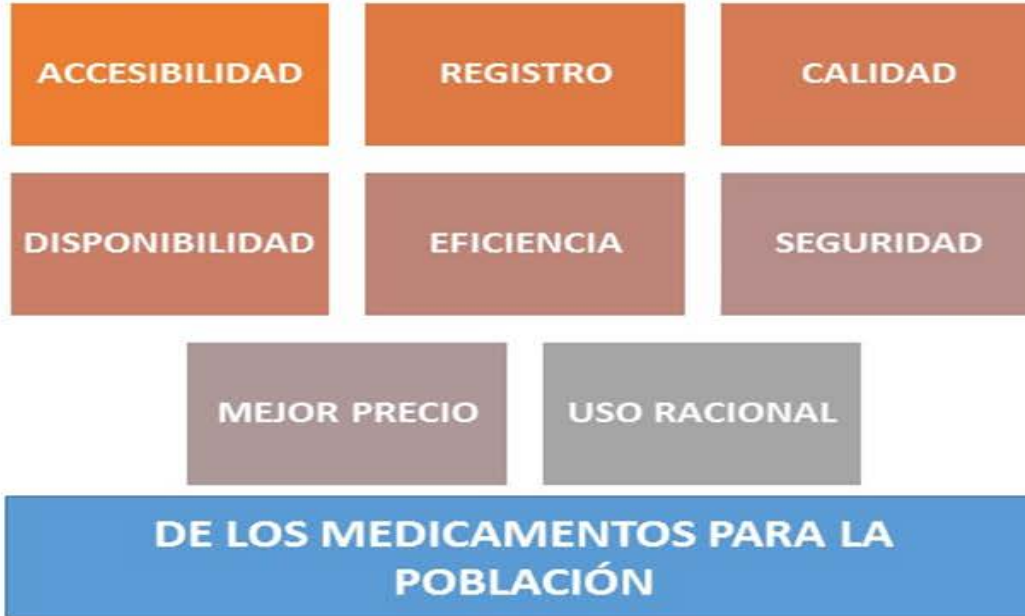 ACCESIBILIDAD
REGISTRO
CALIDAD
DISPONIBILIDAD
EFICIENCIA
SEGURIDAD
MEJOR PRECIO
USO RACIONAL
DE LOS MEDICAMENTOS PARA LA
POBLACIÓN